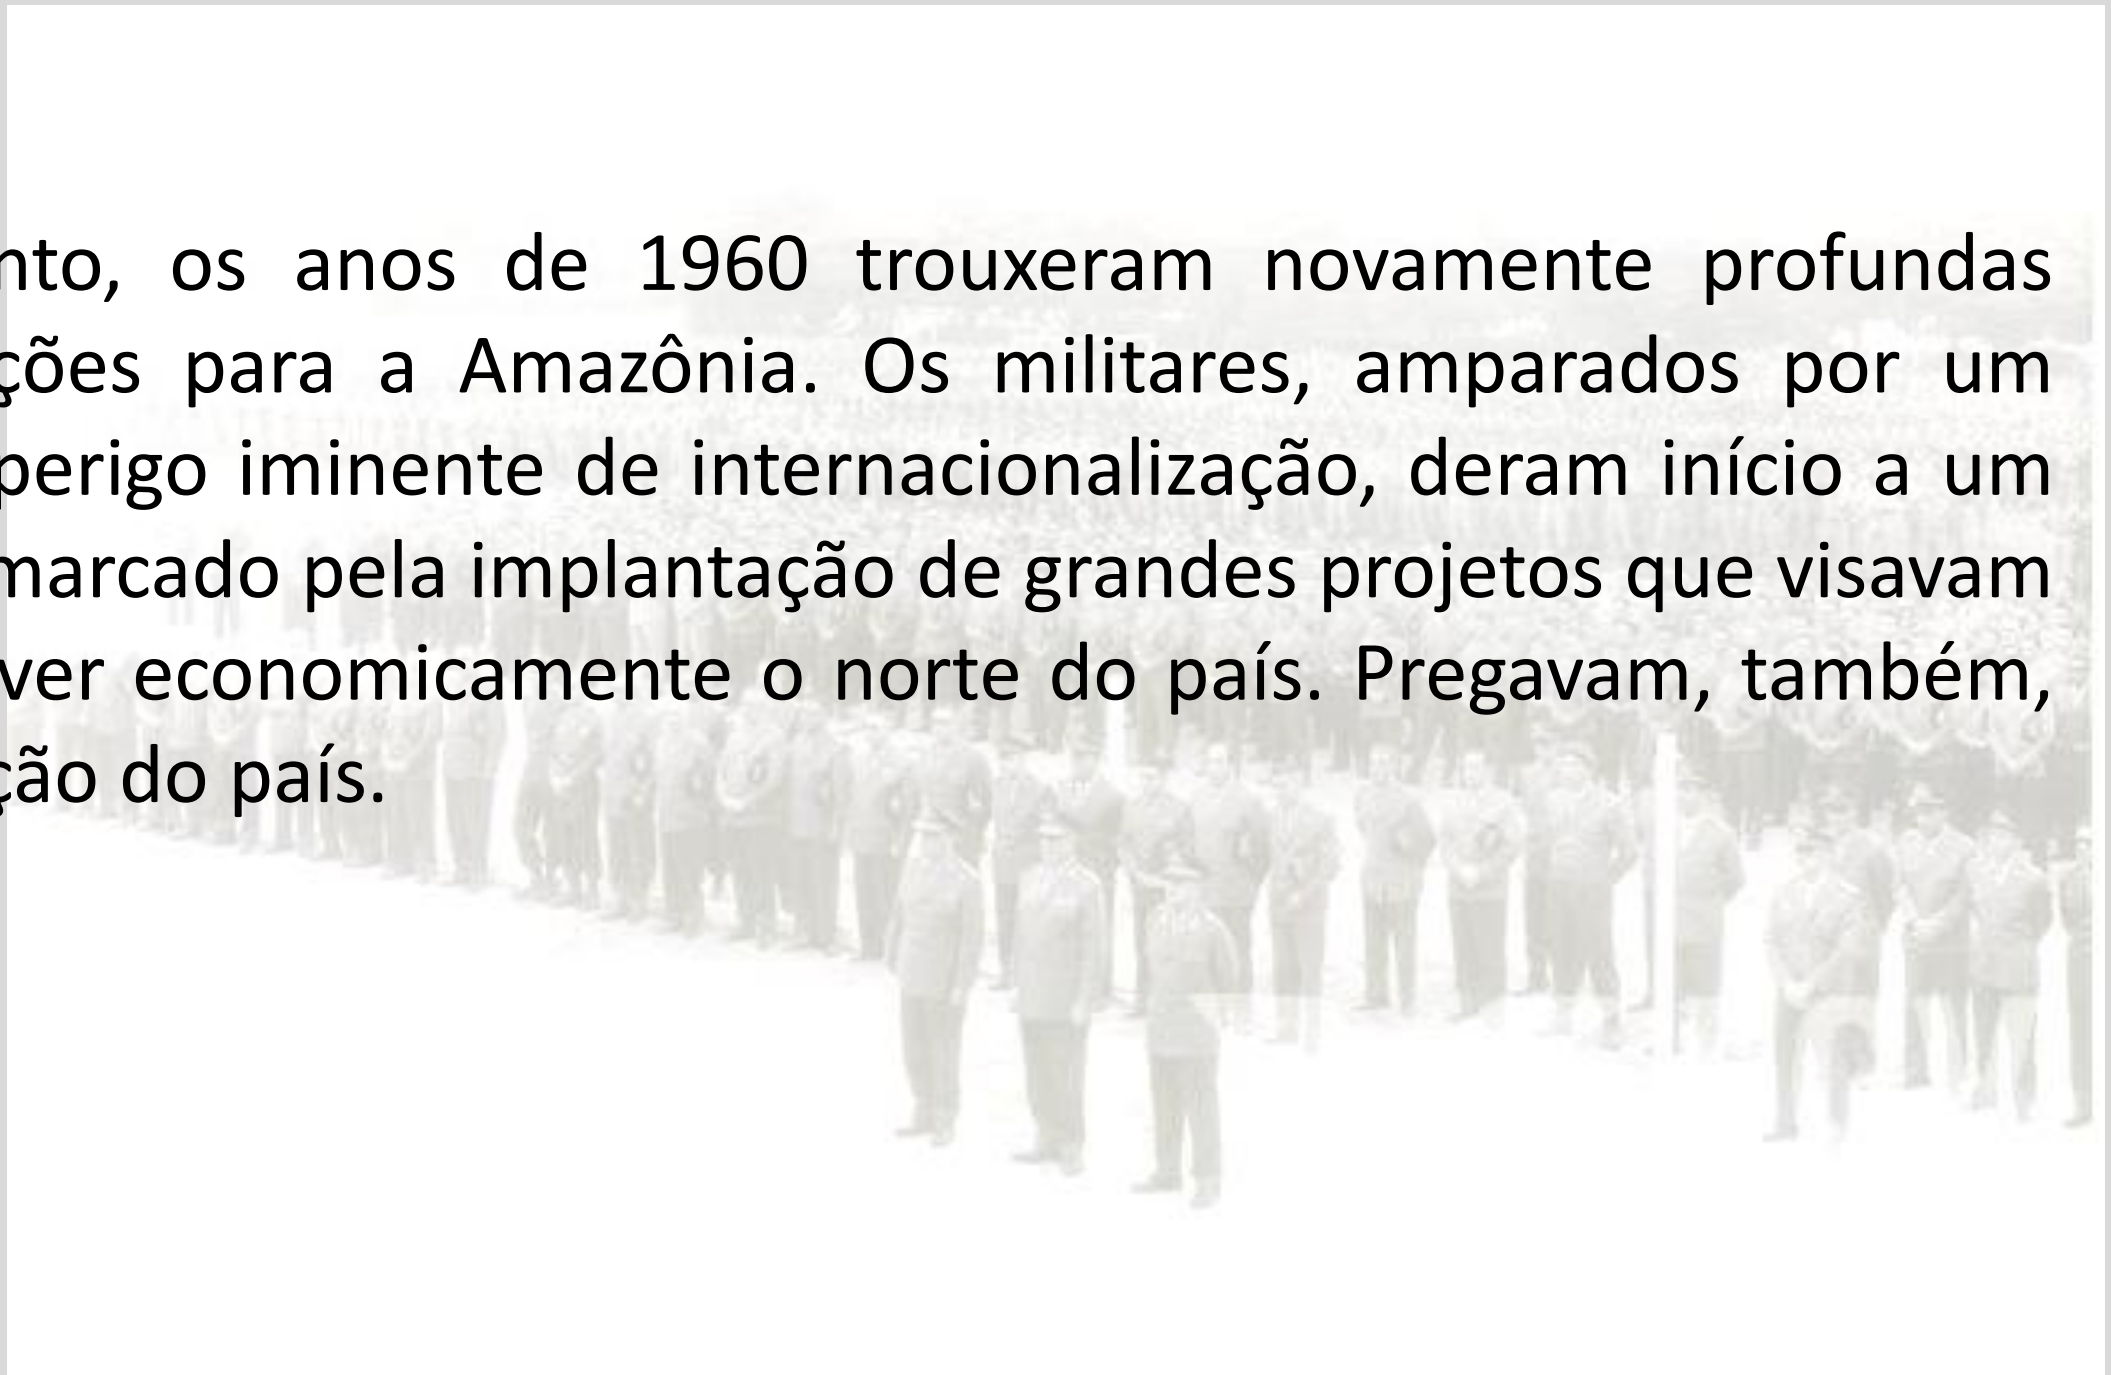 nto, os anos de 1960 trouxeram novamente profundas
ções para a Amazônia. Os militares, amparados por um
perigo iminente de internacionalização, deram início a um
marcado pela implantação de grandes projetos que visavam
ver economicamente o norte do país. Pregavam, também,
ção do país.